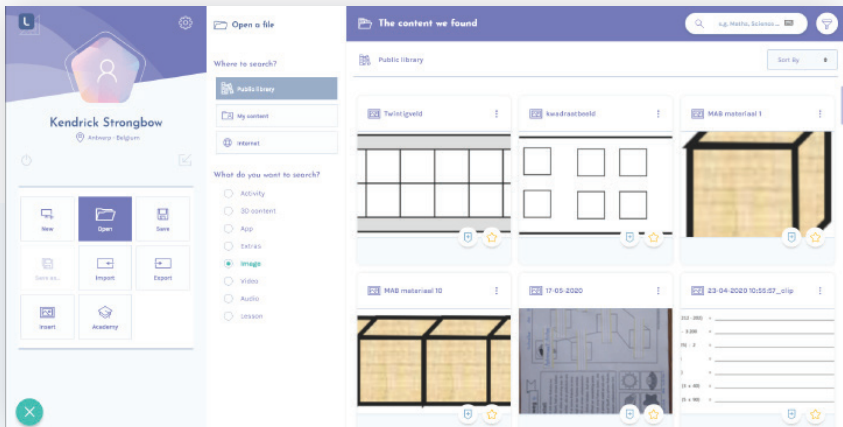 L
Kendrick Strongbow
Antwerp - Belgium
New
Open
Save
Save as...
Import
Export
Insert
Academy
Open a file
Where to search?
Public library
My content
Internet
What do you want to search?
Activity
3D content
App
Extras
Image
Video
Audio
Lesson
The content we found
e.g. Maths, Science...
Public library
Sort By
Twintigveld
kwadraatbeeld
MAB materiaal 1
MAB materiaal 10
17-05-2020
23-04-2020 10:55:57_clip